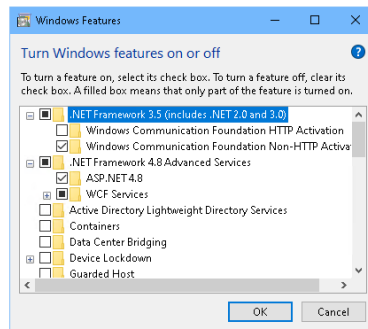 Windows Features
Turn Windows features on or off
To turn a feature on, select its check box. To turn a feature off, clear its
check box. A filled box means that only part of the feature is turned on.
.NET Framework 3.5 (includes .NET 2.0 and 3.0)
Windows Communication Foundation HTTP Activation
Windows Communication Foundation Non-HTTP Activa
.NET Framework 4.8 Advanced Services
ASP.NET 4.8
WCF Services
Active Directory Lightweight Directory Services
Containers
Data Center Bridging
Device Lockdown
Guarded Host
OK Cancel